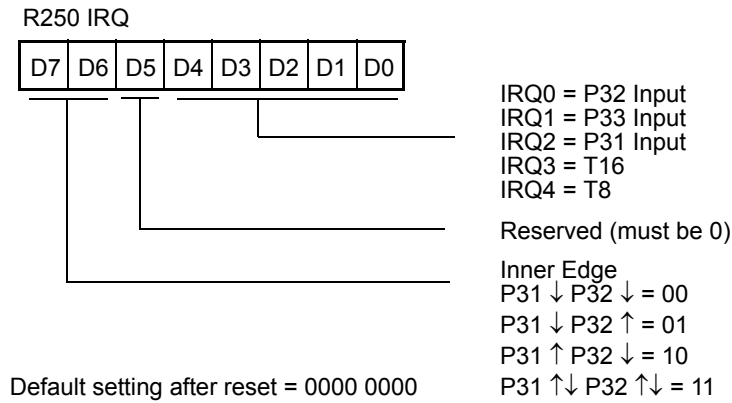 R250 IRQ
D7 D6 D5 D4 D3 D2 D1 D0
IRQ0 = P32 Input
IRQ1 = P33 Input
IRQ2 = P31 Input
IRQ3 = T16
IRQ4 = T8
Reserved (must be 0)
Inner Edge
P31 ↓ P32 ↓ = 00
P31 ↓ P32 ↑ = 01
P31 ↑ P32 ↓ = 10
P31 ↑↓ P32 ↑↓ = 11
Default setting after reset = 0000 0000